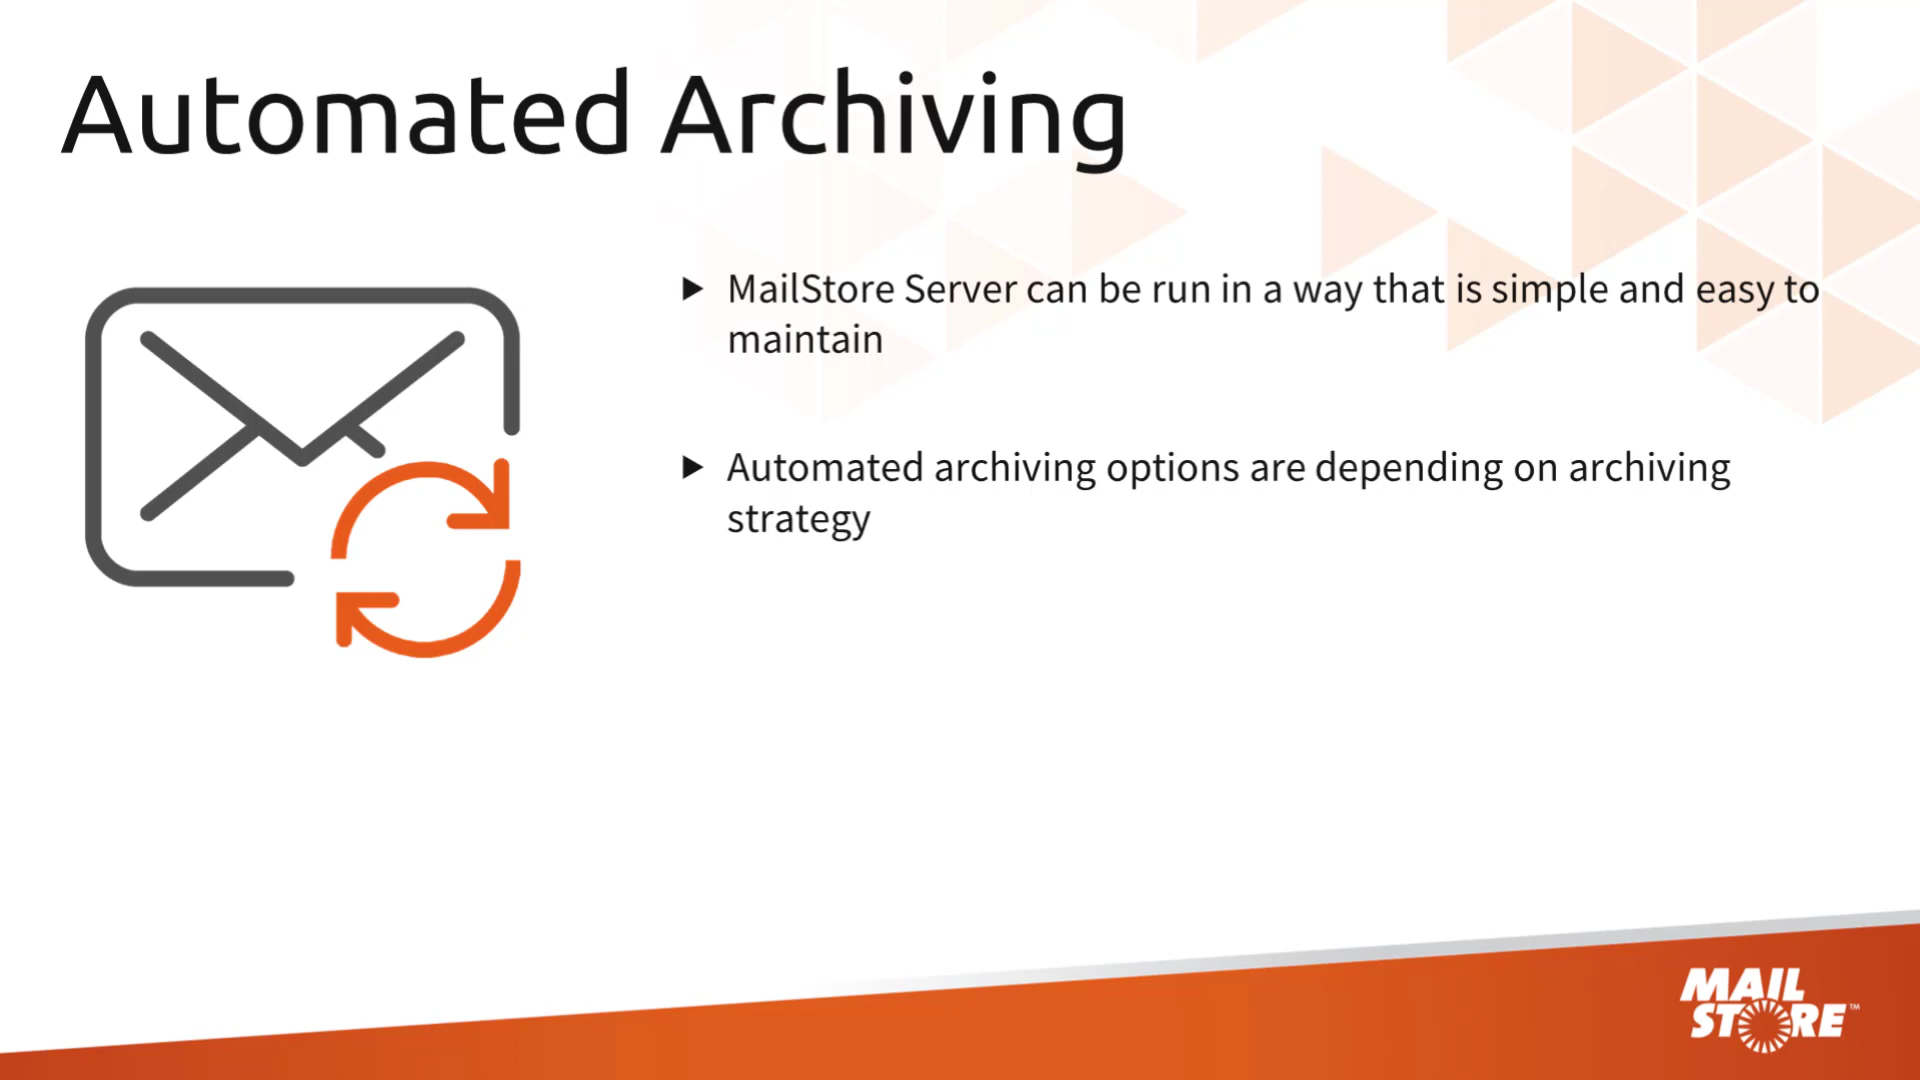 Automated Archiving
▶ MailStore Server can be run in a way that is simple and easy to
maintain
▶ Automated archiving options are depending on archiving
strategy
MAIL
STORE™